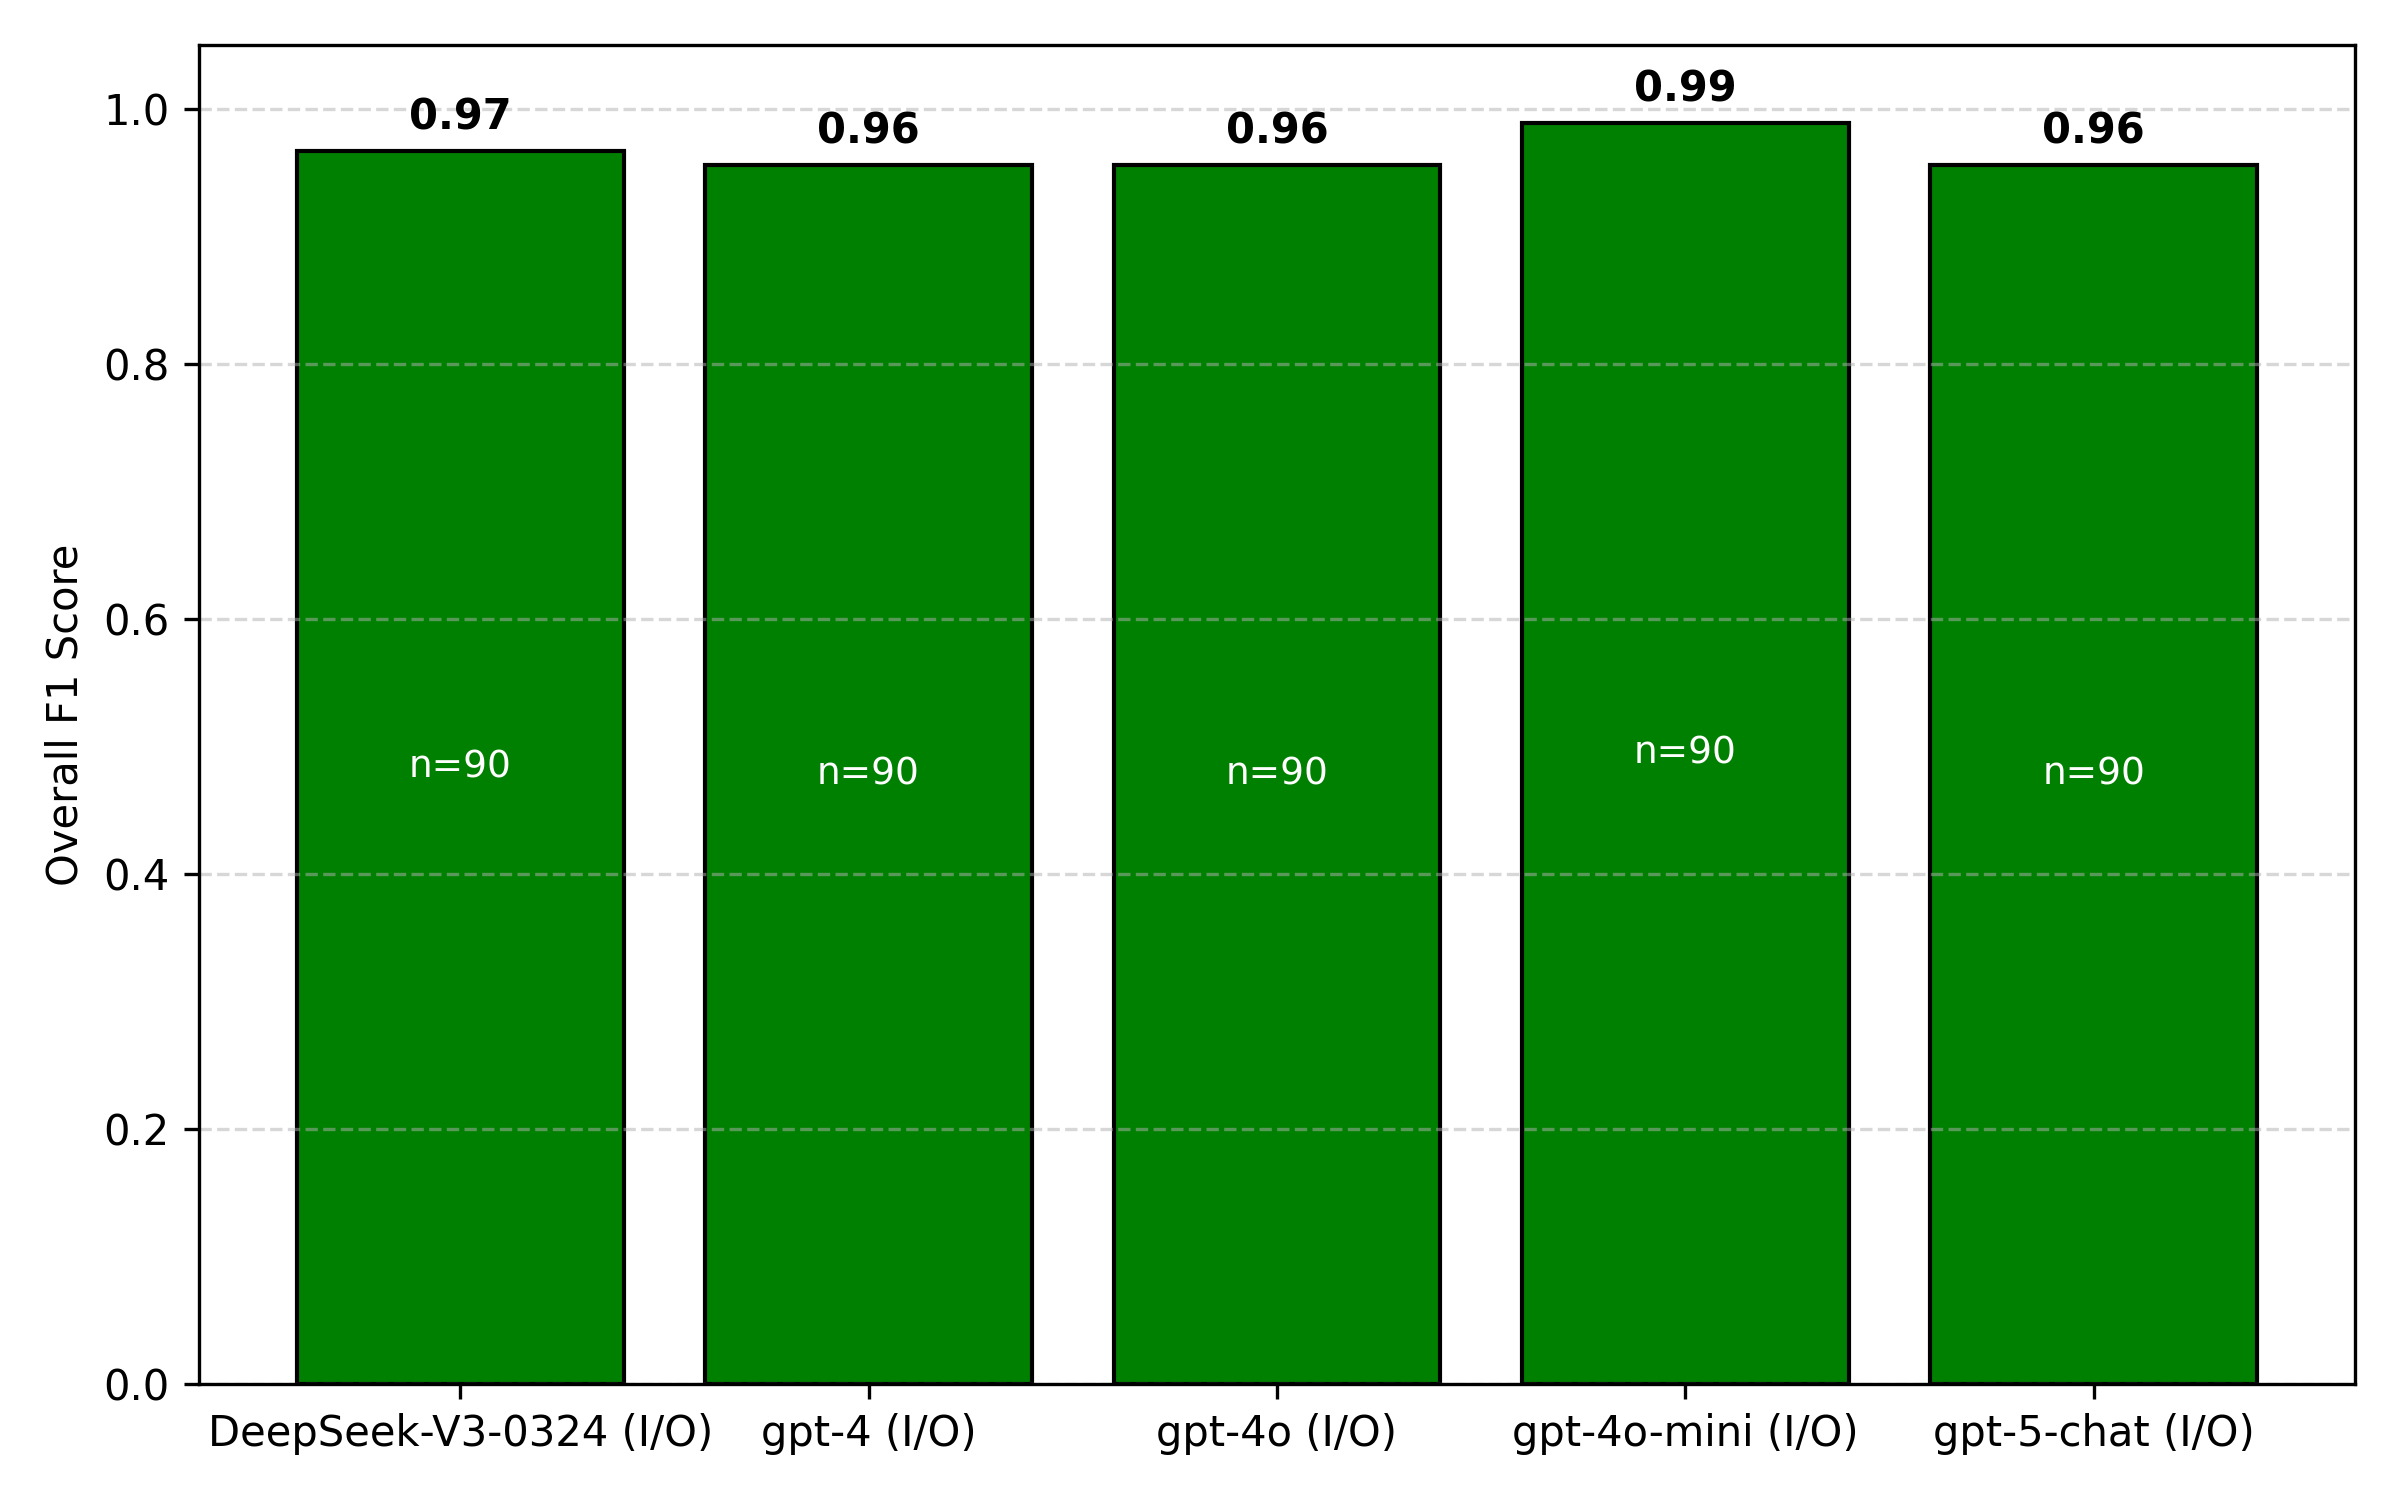 0.97
0.96
0.96
0.99
0.96
1.0
0.8
0.6
0.4
0.2
0.0
Overall F1 Score
n=90
n=90
n=90
n=90
n=90
DeepSeek-V3-0324 (I/O)
gpt-4 (I/O)
gpt-4o (I/O)
gpt-4o-mini (I/O)
gpt-5-chat (I/O)